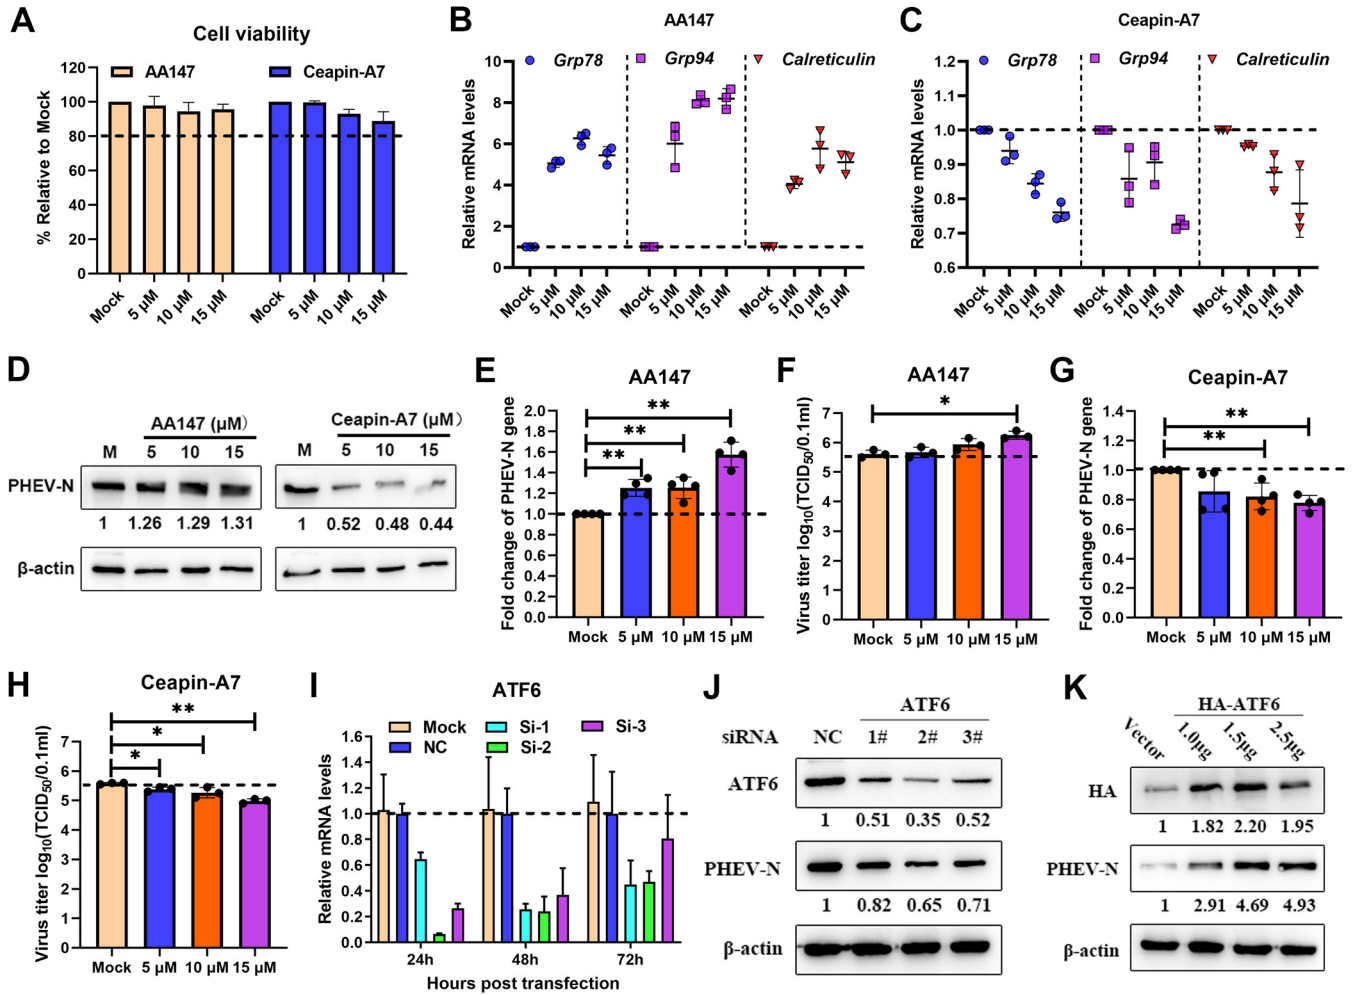 A
Cell viability
AA147
Ceapin-A7
% Relative to Mock
120
100
80
60
40
20
0
Mock
5 μM
10 μM
15 μM
Mock
5 μM
10 μM
15 μM
B
AA147
Grp78
Grp94
Calreticulin
Relative mRNA levels
10
8
6
4
2
0
Mock
5 μM
10 μM
15 μM
Mock
5 μM
10 μM
15 μM
Mock
5 μM
10 μM
15 μM
C
Ceapin-A7
Grp78
Grp94
Calreticulin
Relative mRNA levels
1.2
1.1
1.0
0.9
0.8
0.7
0.6
Mock
5 μM
10 μM
15 μM
Mock
5 μM
10 μM
15 μM
Mock
5 μM
10 μM
15 μM
D
AA147 (μM)
Ceapin-A7 (μM)
M 5 10 15
M 5 10 15
PHEV-N
1 1.26 1.29 1.31
1 0.52 0.48 0.44
β-actin
E
AA147
Fold change of PHEV-N gene
2.0
1.8
1.6
1.4
1.2
1.0
0.8
0.6
0.4
0.2
0.0
**
**
**
Mock 5 μM 10 μM 15 μM
F
AA147
Virus titer log10(TCID50/0.1ml)
7
6
5
4
3
2
1
0
*
Mock 5 μM 10 μM 15 μM
G
Ceapin-A7
Fold change of PHEV-N gene
1.4
1.2
1.0
0.8
0.6
0.4
0.2
0.0
**
**
Mock 5 μM 10 μM 15 μM
H
Ceapin-A7
Virus titer log10(TCID50/0.1ml)
7
6
5
4
3
2
1
0
**
*
*
Mock 5 μM 10 μM 15 μM
I
ATF6
Mock
NC
Si-1
Si-2
Si-3
Relative mRNA levels
1.6
1.4
1.2
1.0
0.8
0.6
0.4
0.2
0.0
24h 48h 72h
Hours post transfection
J
ATF6
siRNA NC 1# 2# 3#
ATF6
1 0.51 0.35 0.52
PHEV-N
1 0.82 0.65 0.71
β-actin
K
HA-ATF6
Vector 1.0μg 1.5μg 2.5μg
HA
1 1.82 2.20 1.95
PHEV-N
1 2.91 4.69 4.93
β-actin